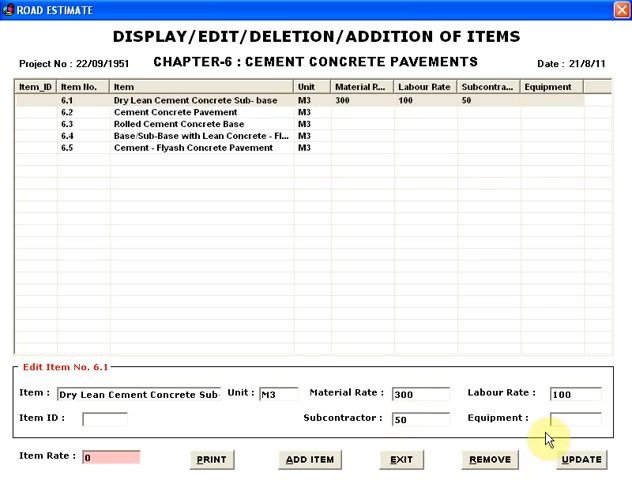 ROAD ESTIMATE
DISPLAY/EDIT/DELETION/ADDITION OF ITEMS
Project No : 22/09/1951 CHAPTER-6 : CEMENT CONCRETE PAVEMENTS Date : 21/8/11
Item_ID Item No. Item Unit Material R... Labour Rate Subcontra... Equipment
6.1 Dry Lean Cement Concrete Sub- base M3 300 100 50
6.2 Cement Concrete Pavement M3
6.3 Rolled Cement Concrete Base M3
6.4 Base/Sub-Base with Lean Concrete - Fl... M3
6.5 Cement - Flyash Concrete Pavement M3
Edit Item No. 6.1
Item : Dry Lean Cement Concrete Sub- Unit : M3 Material Rate : 300 Labour Rate : 100
Item ID : Subcontractor : 50 Equipment :
Item Rate : 0 PRINT ADD ITEM EXIT REMOVE UPDATE